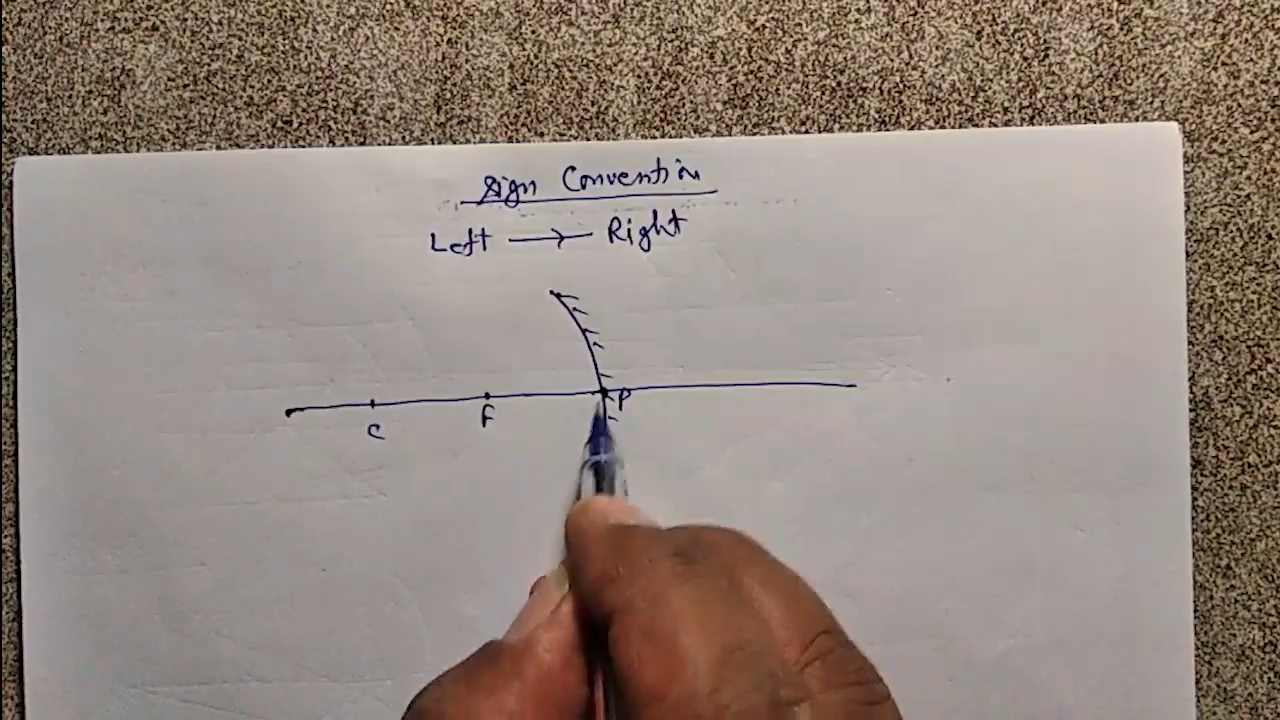 Sign Convention
Left → Right
C F P